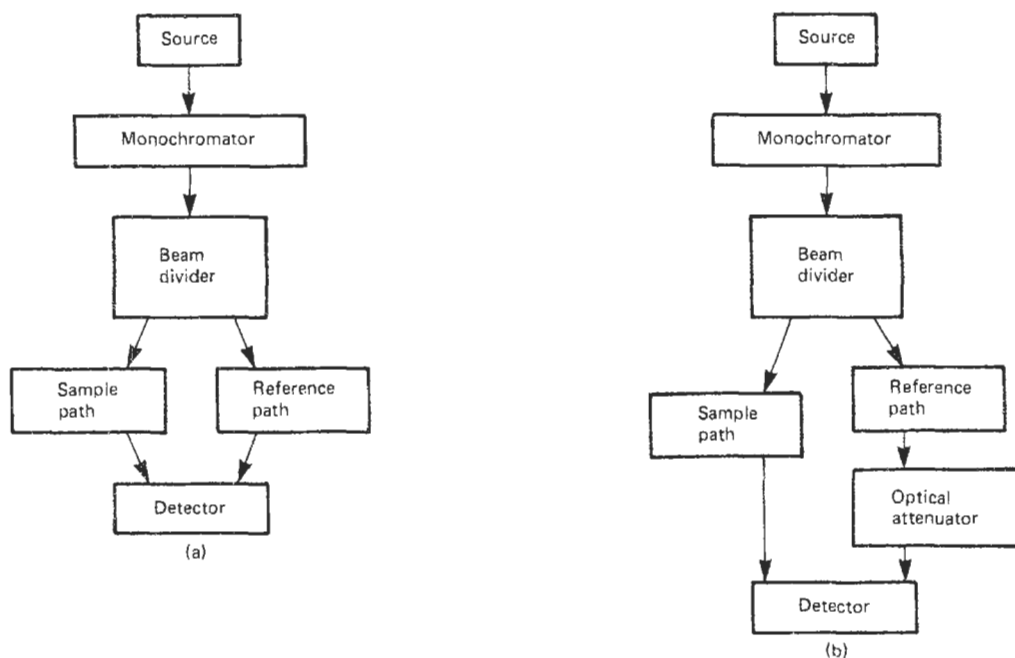 Source
Monochromator
Beam
divider
Sample
path
Reference
path
Detector
(a)
Source
Monochromator
Beam
divider
Sample
path
Reference
path
Optical
attenuator
Detector
(b)